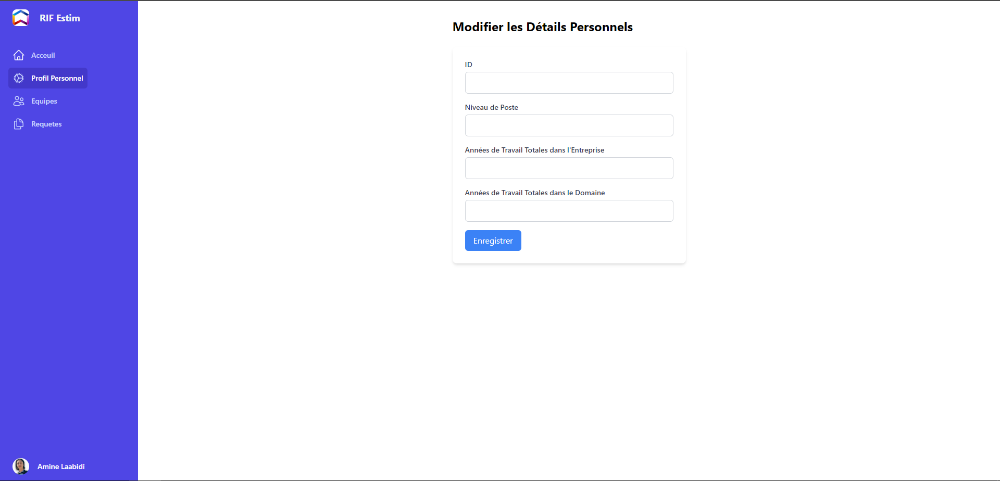 RIF Estim
Acceuil
Profil Personnel
Equipes
Requetes
Amine Laabidi
Modifier les Détails Personnels
ID
Niveau de Poste
Années de Travail Totales dans l'Entreprise
Années de Travail Totales dans le Domaine
Enregistrer